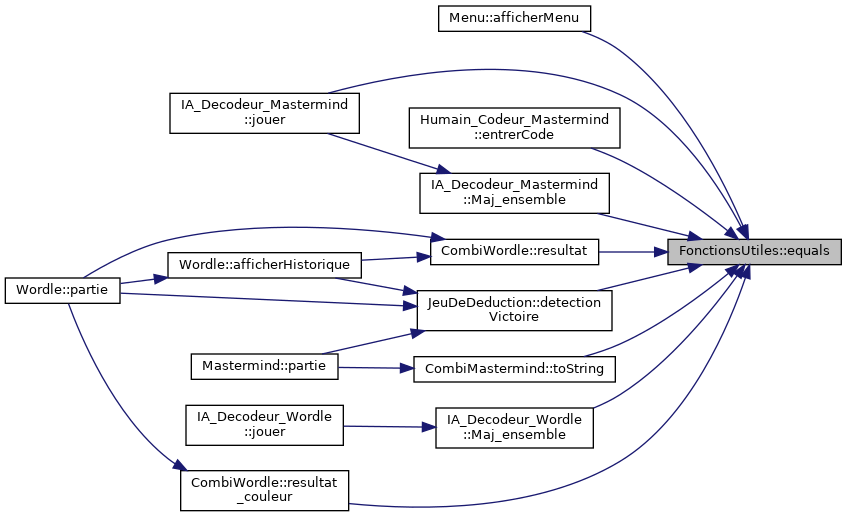 Menu::afficherMenu
IA_Decodeur_Mastermind
::jouer
Humain_Codeur_Mastermind
::entrerCode
IA_Decodeur_Mastermind
::Maj_ensemble
FonctionsUtiles::equals
CombiWordle::resultat
Wordle::afficherHistorique
Wordle::partie
JeuDeDeduction::detection
Victoire
Mastermind::partie
CombiMastermind::toString
IA_Decodeur_Wordle
::jouer
IA_Decodeur_Wordle
::Maj_ensemble
CombiWordle::resultat
_couleur